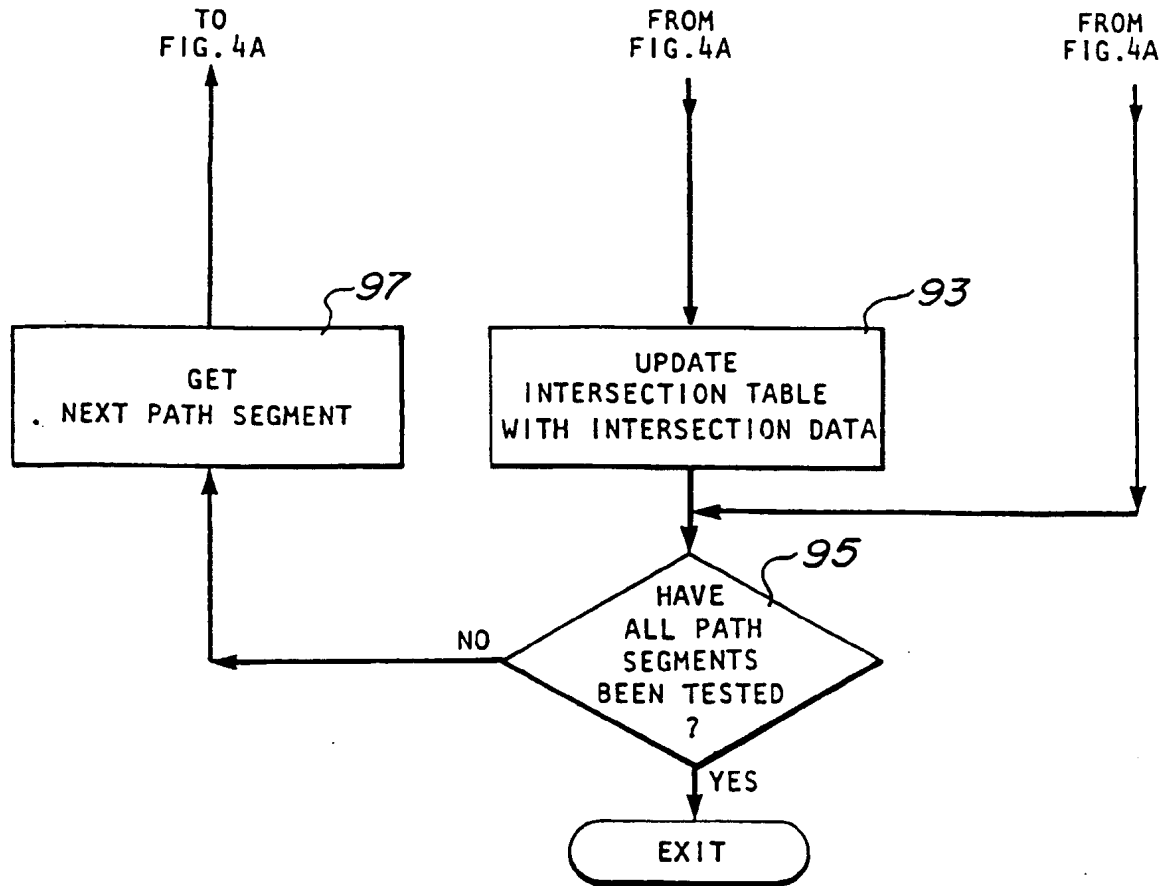 TO
FIG.4A
FROM
FIG.4A
FROM
FIG.4A
97
GET
NEXT PATH SEGMENT
93
UPDATE
INTERSECTION TABLE
WITH INTERSECTION DATA
95
HAVE
ALL PATH
SEGMENTS
BEEN TESTED
?
NO
YES
EXIT